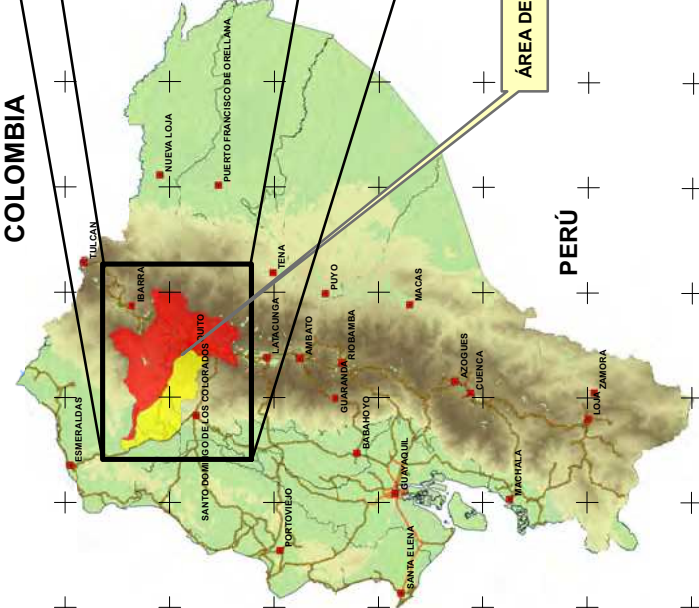 COLOMBIA
ÁREA DE
PERÚ
NUEVA LOJA
PUERTO FRANCISCO DE ORELLANA
TULCAN
IBARRA
TENA
PUYO
MACAS
QUITO
LATACUNGA
AMBATO
RIOBAMBA
GUARANDA
AZOGUES
CUENCA
ZAMORA
LOJA
ESMERALDAS
SANTO DOMINGO DE LOS COLORADOS
BABAHOYO
GUAYAQUIL
MACHALA
PORTOVIEJO
SANTA ELENA